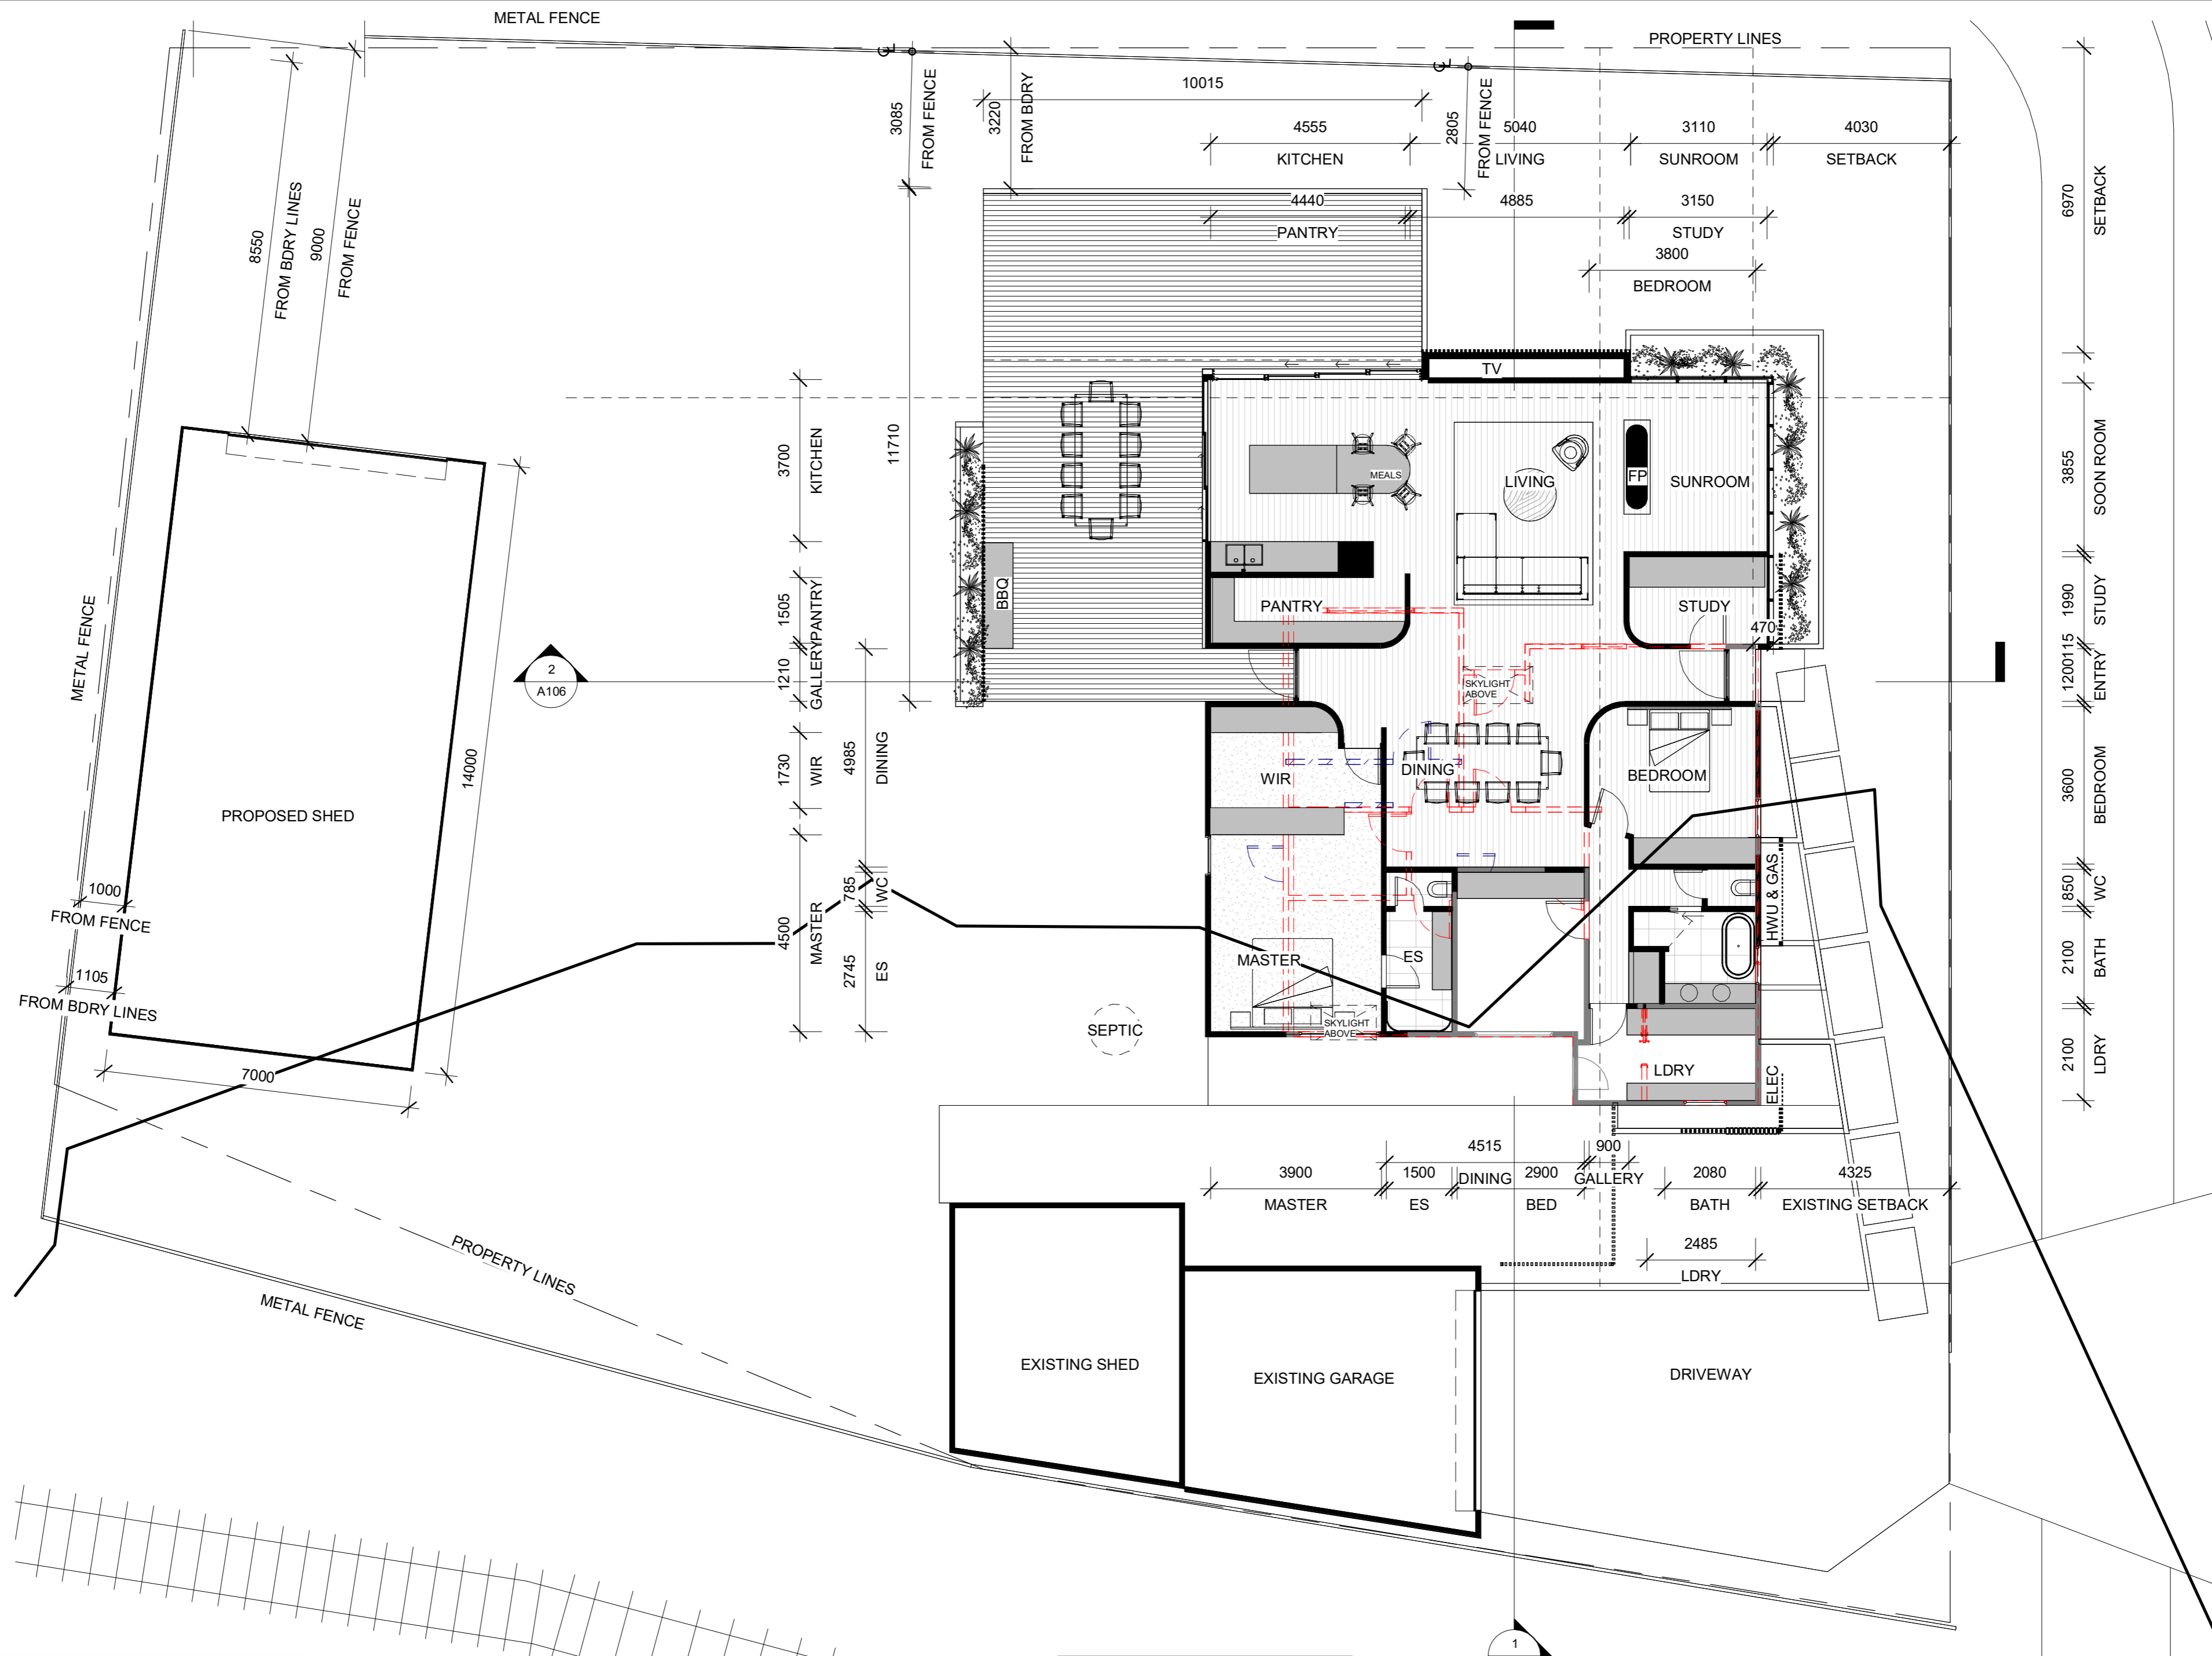 METAL FENCE
PROPERTY LINES
10015
3085
FROM FENCE
3220
FROM BDRY
2805
FROM FENCE
4555
5040
3110
4030
KITCHEN
LIVING
SUNROOM
SETBACK
4440
4885
3150
PANTRY
STUDY
3800
BEDROOM
6970
SETBACK
8550
FROM BDRY LINES
9000
FROM FENCE
TV
3700
KITCHEN
11710
MEALS
LIVING
FP
SUNROOM
3855
SOON ROOM
BBQ
1505
PANTRY
PANTRY
STUDY
470
1990
STUDY
115
METAL FENCE
2
A106
1210
GALLERY
SKYLIGHT
ABOVE
1200
ENTRY
4985
DINING
1730
WIR
WIR
DINING
BEDROOM
3600
BEDROOM
14000
PROPOSED SHED
1000
FROM FENCE
785
WC
850
WC
4500
MASTER
2745
ES
MASTER
ES
HWU & GAS
2100
BATH
1105
FROM BDRY LINES
SEPTIC
SKYLIGHT
ABOVE
LDRY
ELEC
2100
LDRY
7000
4515
900
3900
1500
DINING
2900
GALLERY
2080
4325
MASTER
ES
BED
BATH
EXISTING SETBACK
2485
LDRY
PROPERTY LINES
METAL FENCE
EXISTING SHED
EXISTING GARAGE
DRIVEWAY
1